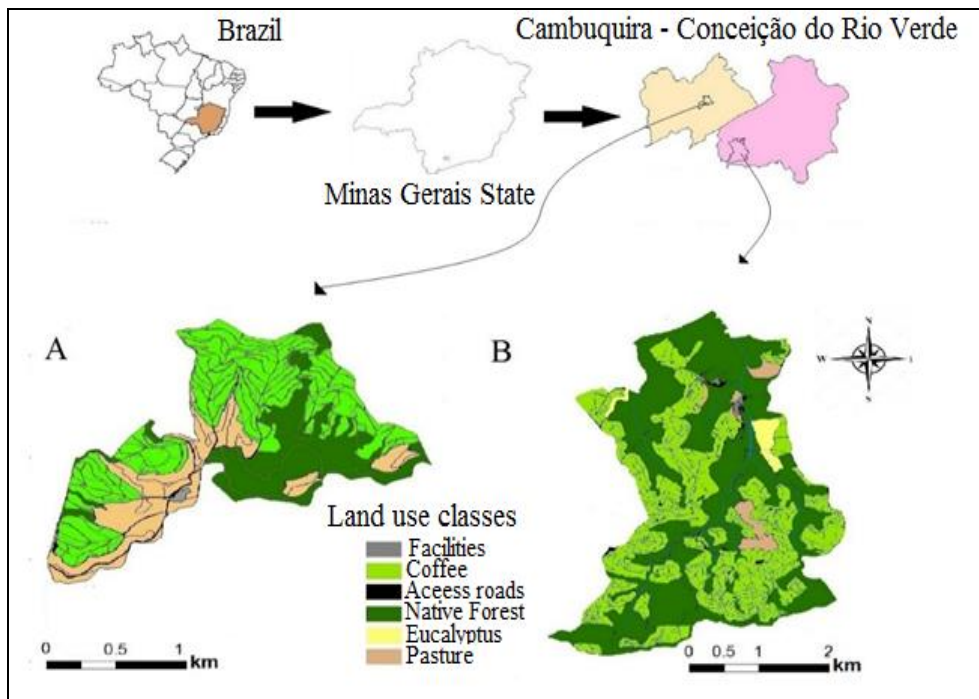 Brazil
Cambuquira - Conceição do Rio Verde
Minas Gerais State
A
B
N
W
S
Land use classes
Facilities
Coffee
Aceess roads
Native Forest
Eucalyptus
Pasture
0 0.5 1
km
0 0.5 1 2
km